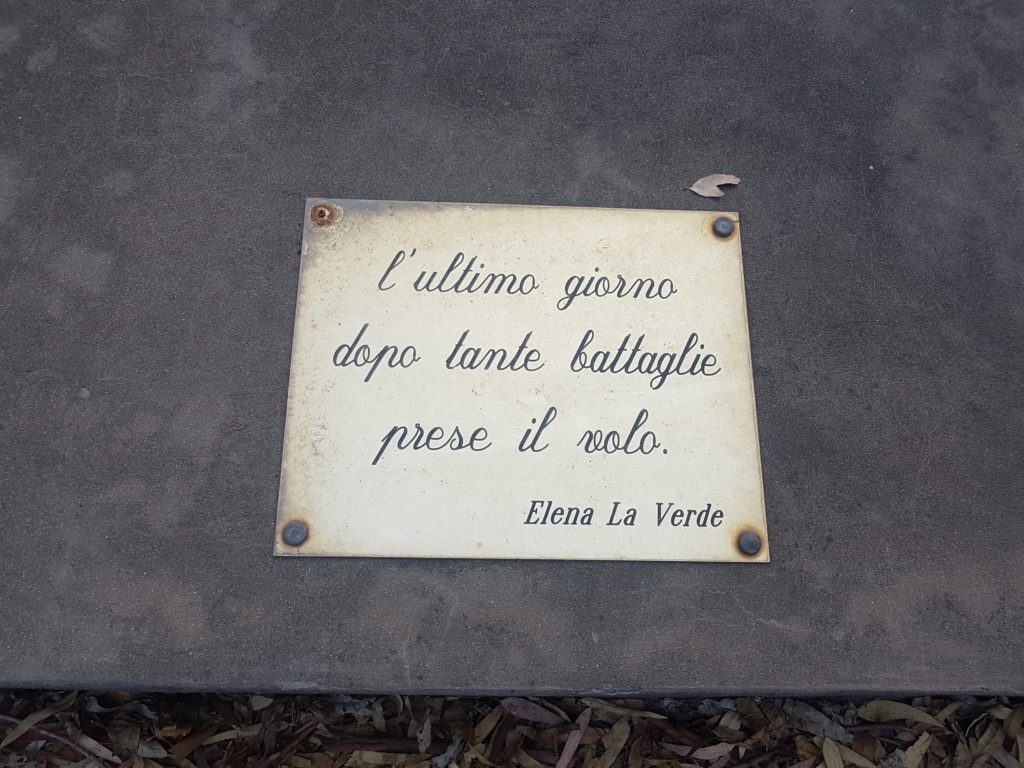 l'ultimo giorno
dopo tante battaglie
prese il volo.
Elena La Verde